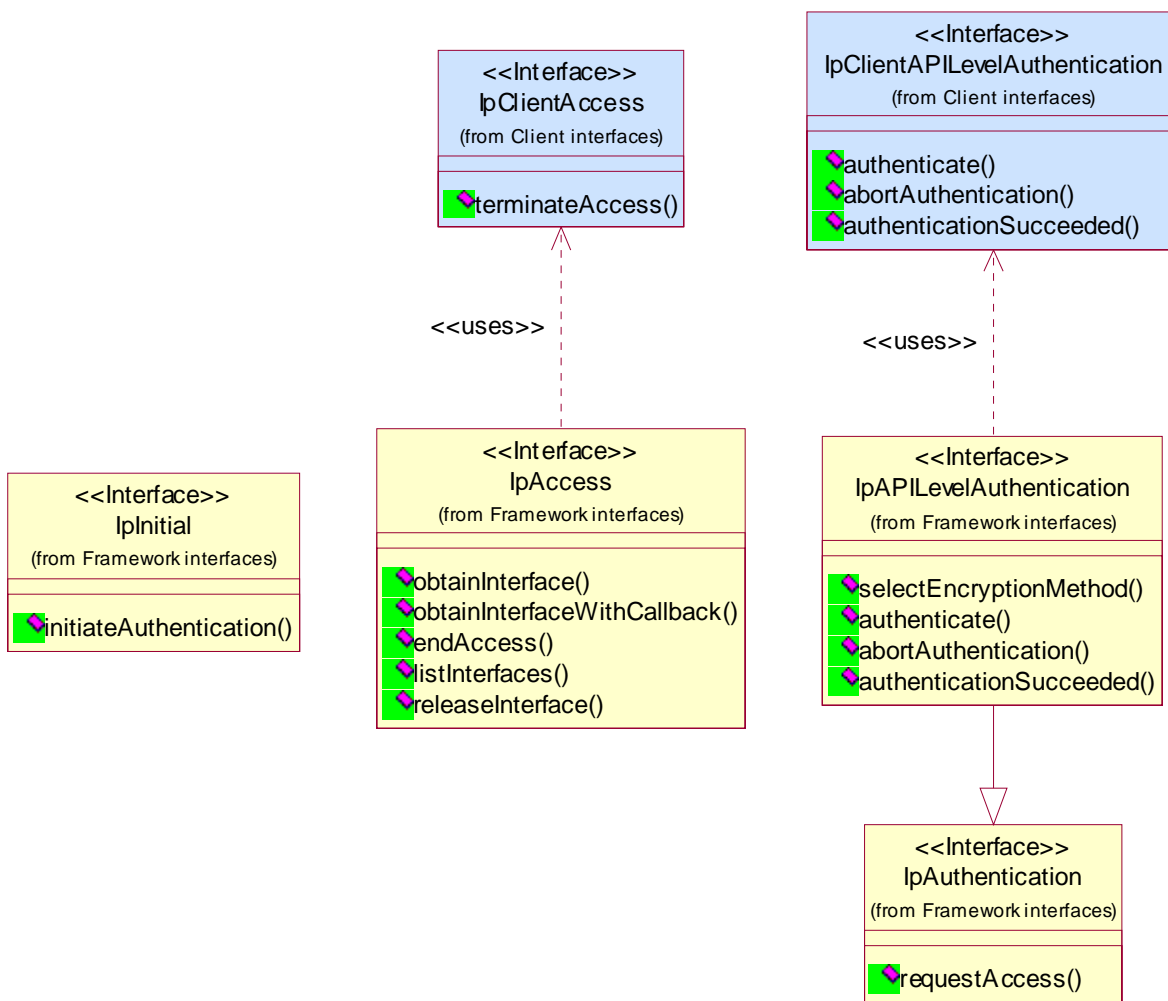 <<Interface>>
IpClientAccess
(from Client interfaces)
terminateAccess()
<<Interface>>
IpClientAPILevelAuthentication
(from Client interfaces)
authenticate()
abortAuthentication()
authenticationSucceeded()
<<uses>>
<<uses>>
<<Interface>>
IpInitial
(from Framework interfaces)
initiateAuthentication()
<<Interface>>
IpAccess
(from Framework interfaces)
obtainInterface()
obtainInterfaceWithCallback()
endAccess()
listInterfaces()
releaseInterface()
<<Interface>>
IpAPILevelAuthentication
(from Framework interfaces)
selectEncryptionMethod()
authenticate()
abortAuthentication()
authenticationSucceeded()
<<Interface>>
IpAuthentication
(from Framework interfaces)
requestAccess()